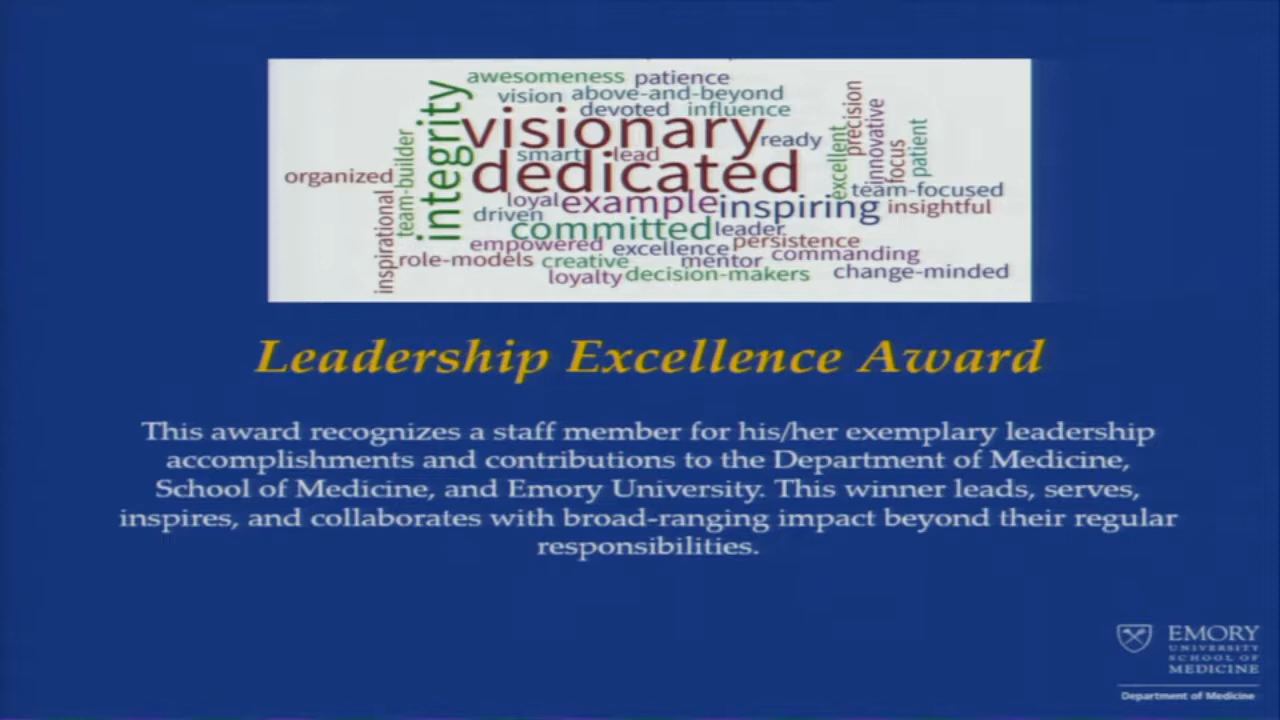 awesomeness patience
vision above-and-beyond
devoted influence
visionary ready
smart lead
dedicated
organized
inspirational
team-builder
integrity
loyal example inspiring
driven committed leader
empowered excellence persistence
role-models creative mentor commanding
loyalty decision-makers change-minded
excellent
precision
innovative
focus
patient
team-focused
insightful
Leadership Excellence Award
This award recognizes a staff member for his/her exemplary leadership
accomplishments and contributions to the Department of Medicine,
School of Medicine, and Emory University. This winner leads, serves,
inspires, and collaborates with broad-ranging impact beyond their regular
responsibilities.
EMORY
UNIVERSITY
SCHOOL OF
MEDICINE
Department of Medicine